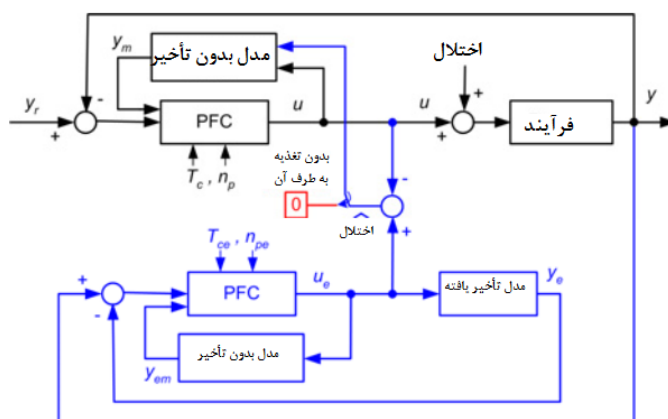 y_m
مدل بدون تأخیر
اختلال
y
y_r
+
-
PFC
u
u
+
+
فرآیند
T_c , n_p
بدون تغذیه
به طرف آن
0
-
+
^
اختلال
T_ce , n_pe
+
-
PFC
u_e
مدل تأخیر یافته
y_e
مدل بدون تأخیر
y_em